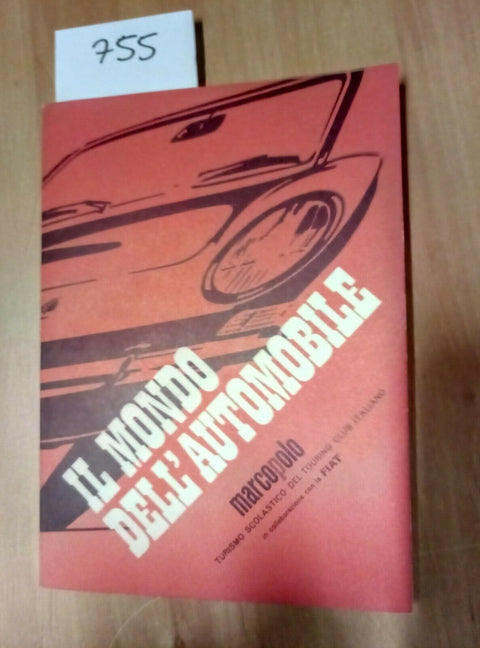 755
IL MONDO
DELL'AUTOMOBILE
marcopolo
TURISMO SCOLASTICO DEL TOURING CLUB ITALIANO
in collaborazione con la FIAT